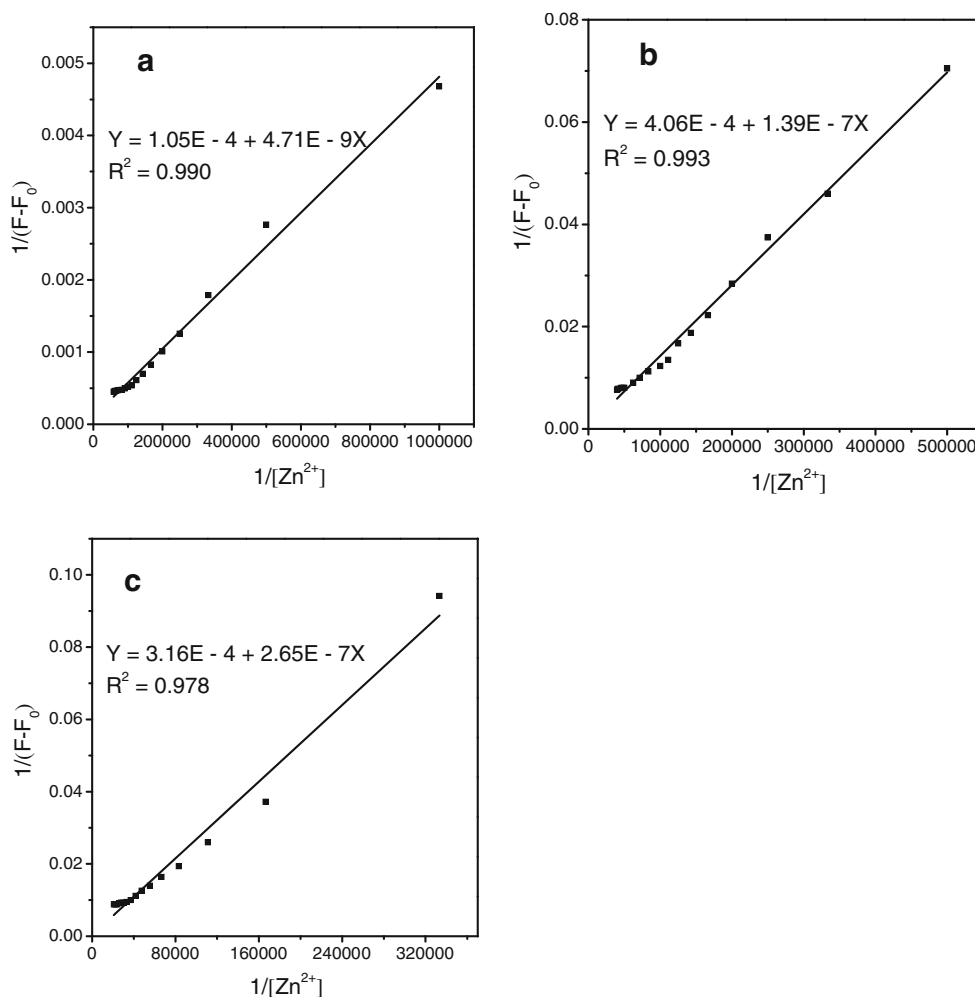 a
Y = 1.05E - 4 + 4.71E - 9X
R² = 0.990
1/(F-F₀)
0.005
0.004
0.003
0.002
0.001
0.000
0 200000 400000 600000 800000 1000000
1/[Zn²⁺]
b
Y = 4.06E - 4 + 1.39E - 7X
R² = 0.993
1/(F-F₀)
0.08
0.06
0.04
0.02
0.00
0 100000 200000 300000 400000 500000
1/[Zn²⁺]
c
Y = 3.16E - 4 + 2.65E - 7X
R² = 0.978
1/(F-F₀)
0.10
0.08
0.06
0.04
0.02
0.00
0 80000 160000 240000 320000
1/[Zn²⁺]